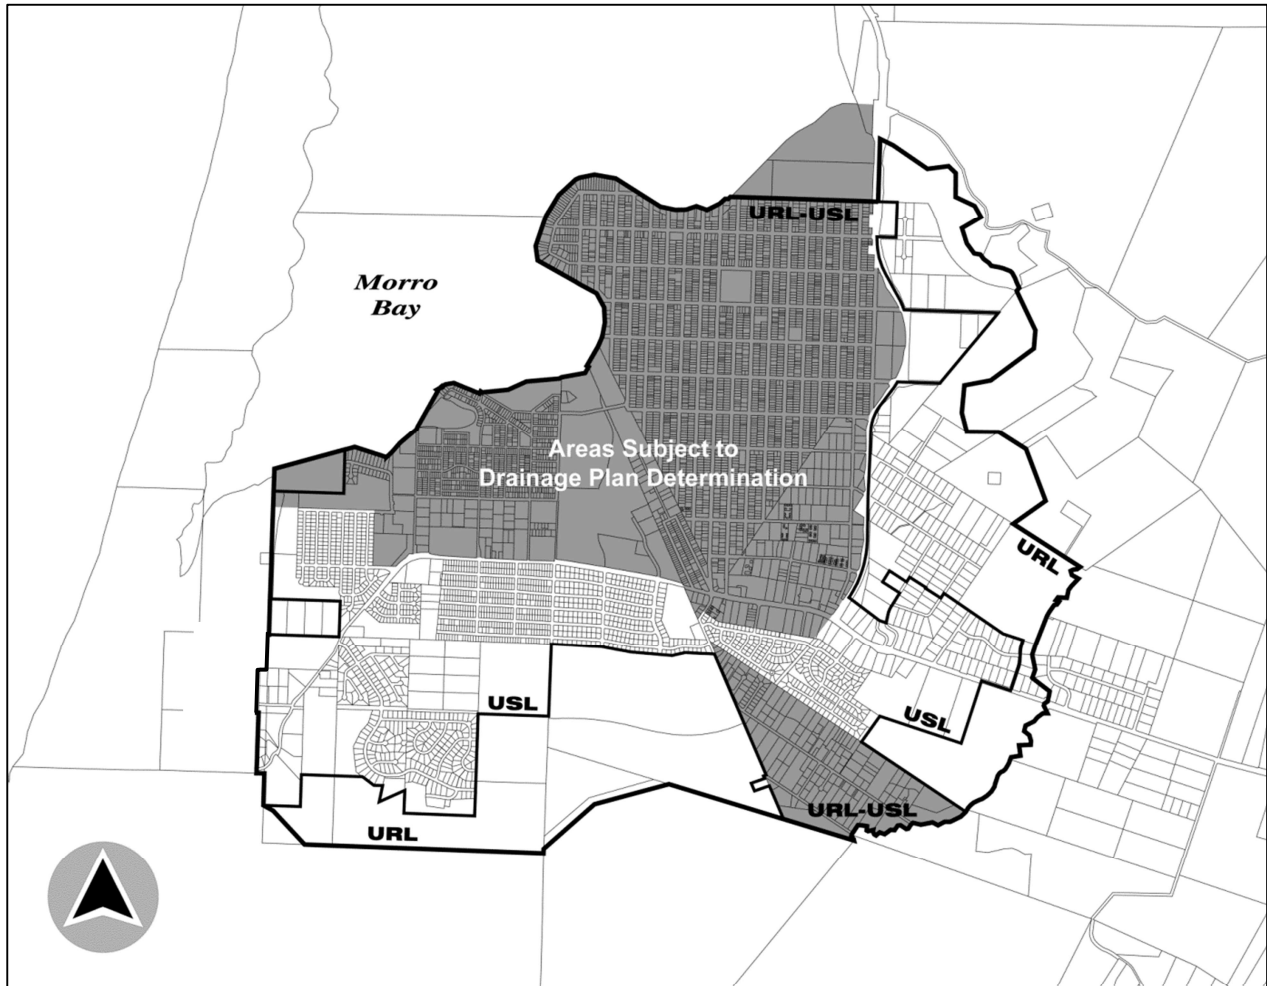 URL-USL
Morro
Bay
Areas Subject to
Drainage Plan Determination
URL
USL
USL
URL-USL
URL